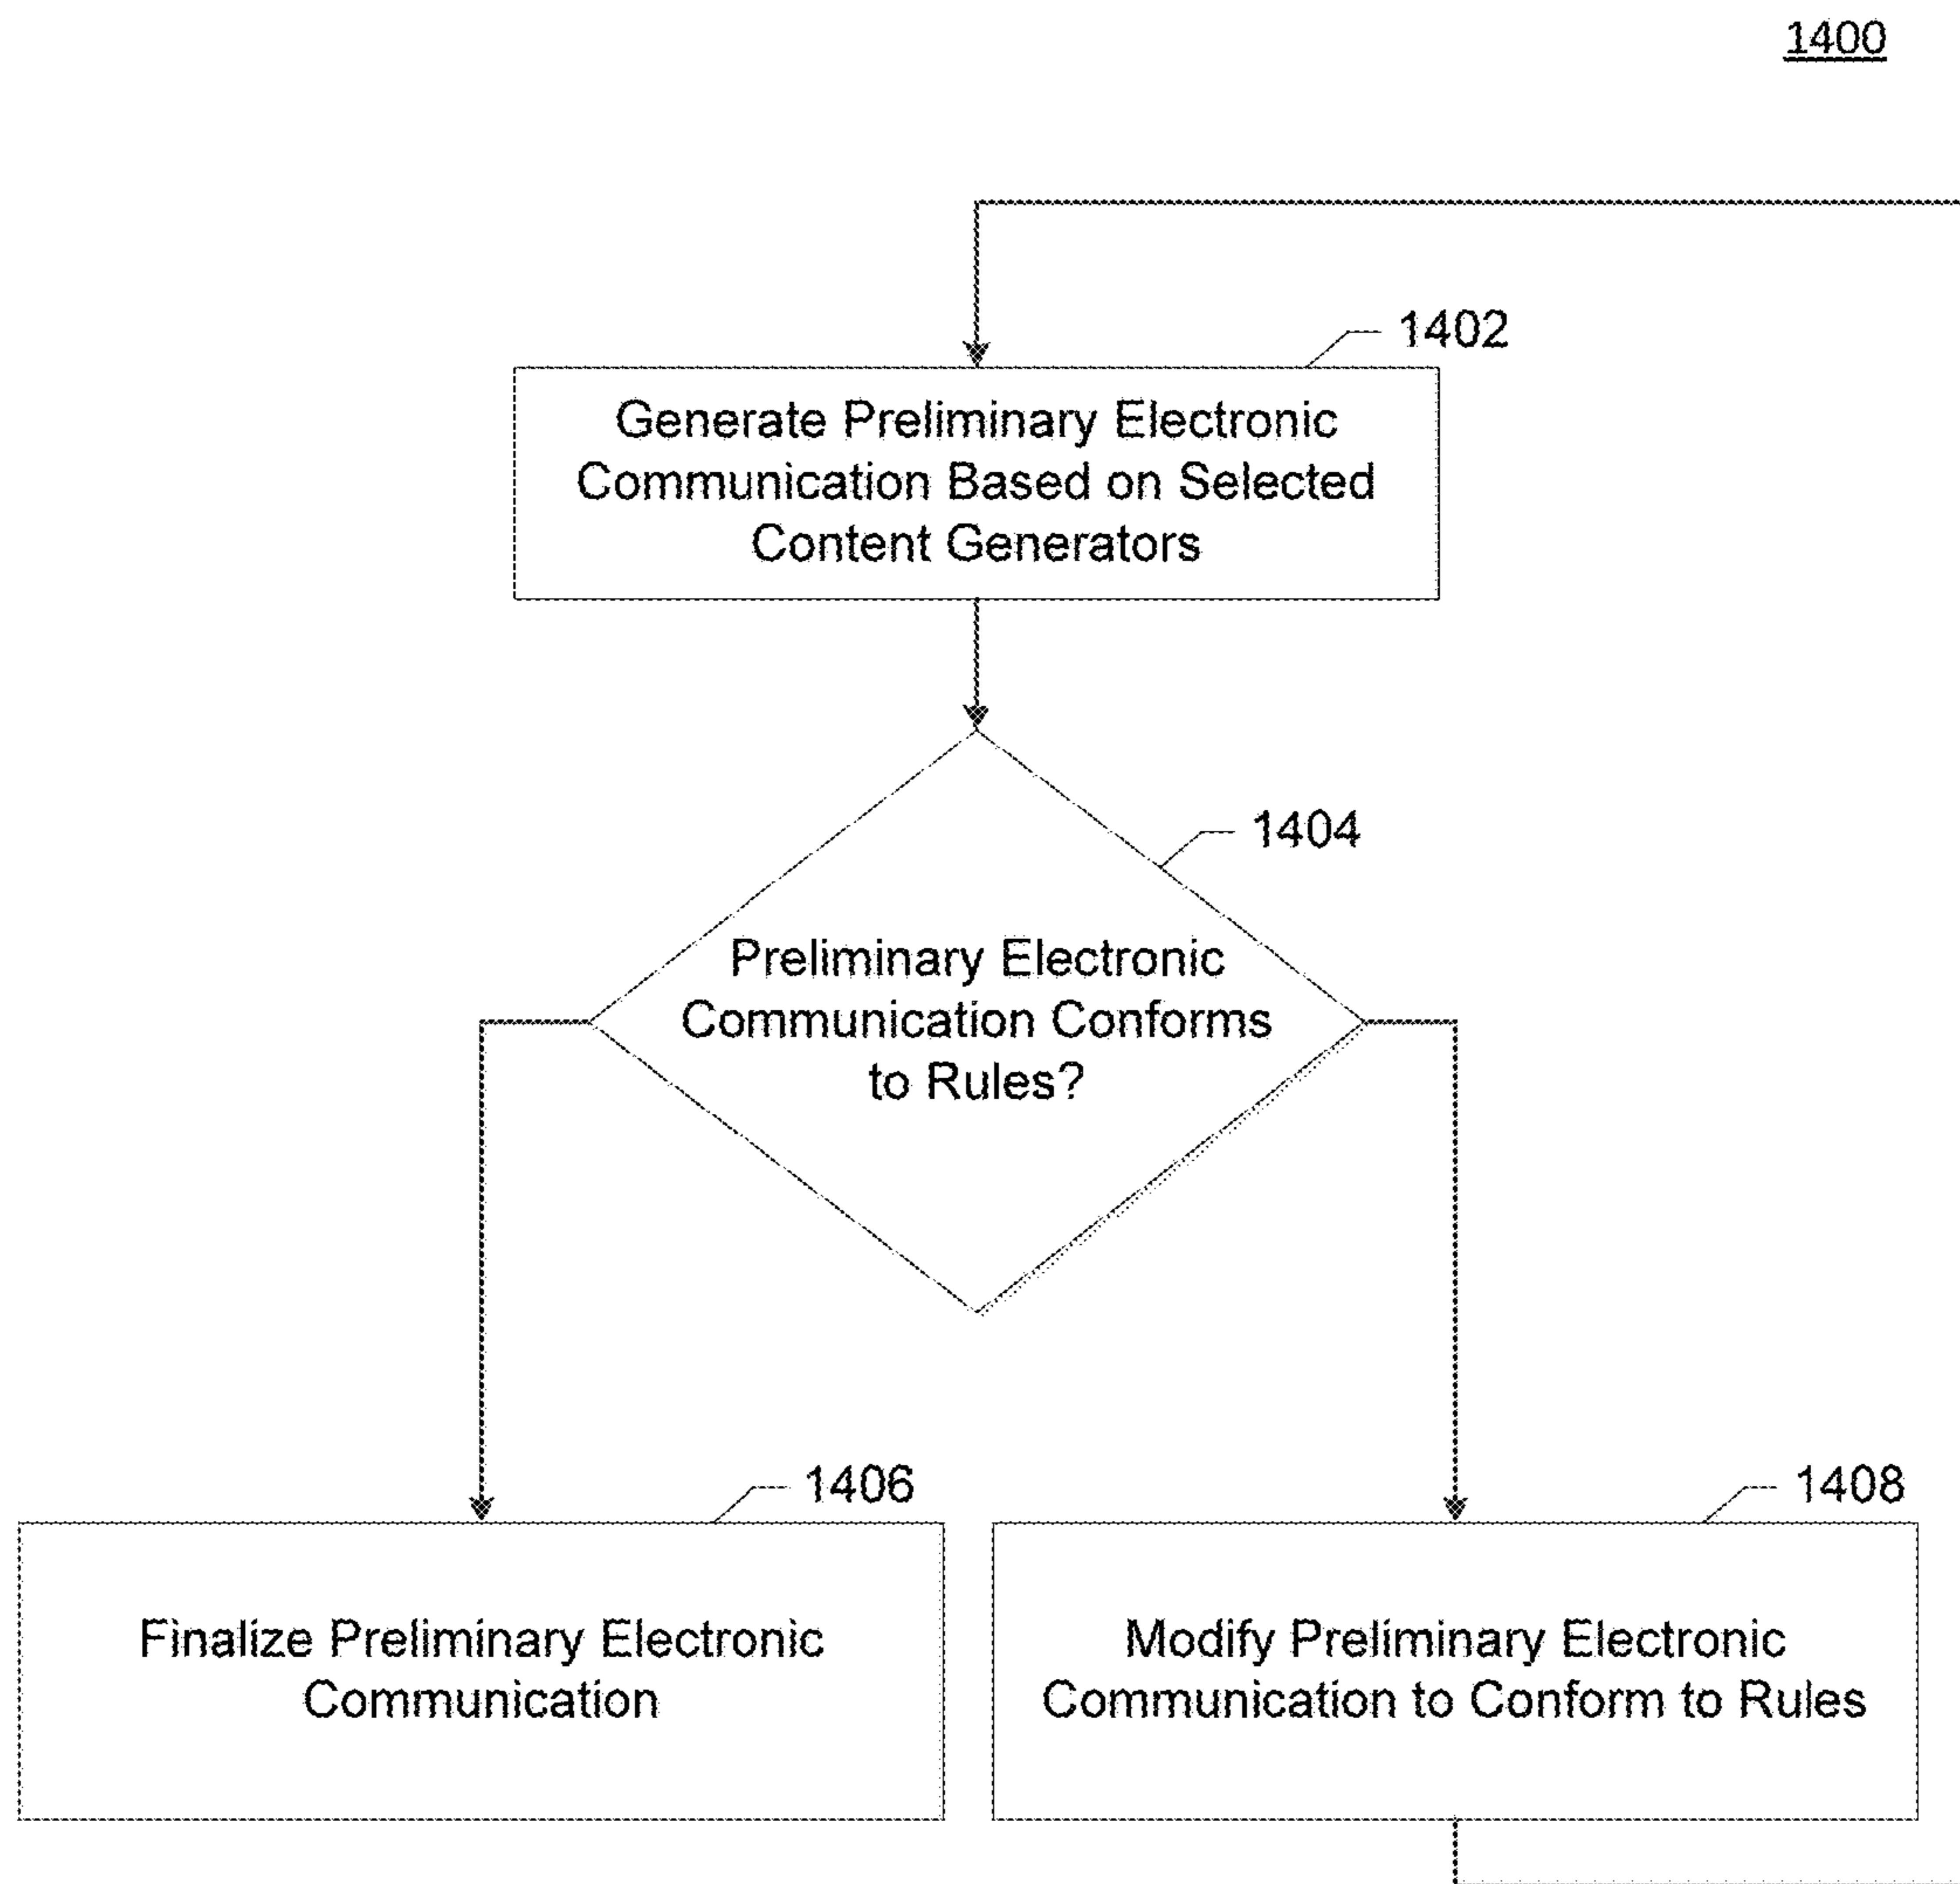 1400
1402
Generate Preliminary Electronic
Communication Based on Selected
Content Generators
1404
Preliminary Electronic
Communication Conforms
to Rules?
1406
Finalize Preliminary Electronic
Communication
1408
Modify Preliminary Electronic
Communication to Conform to Rules